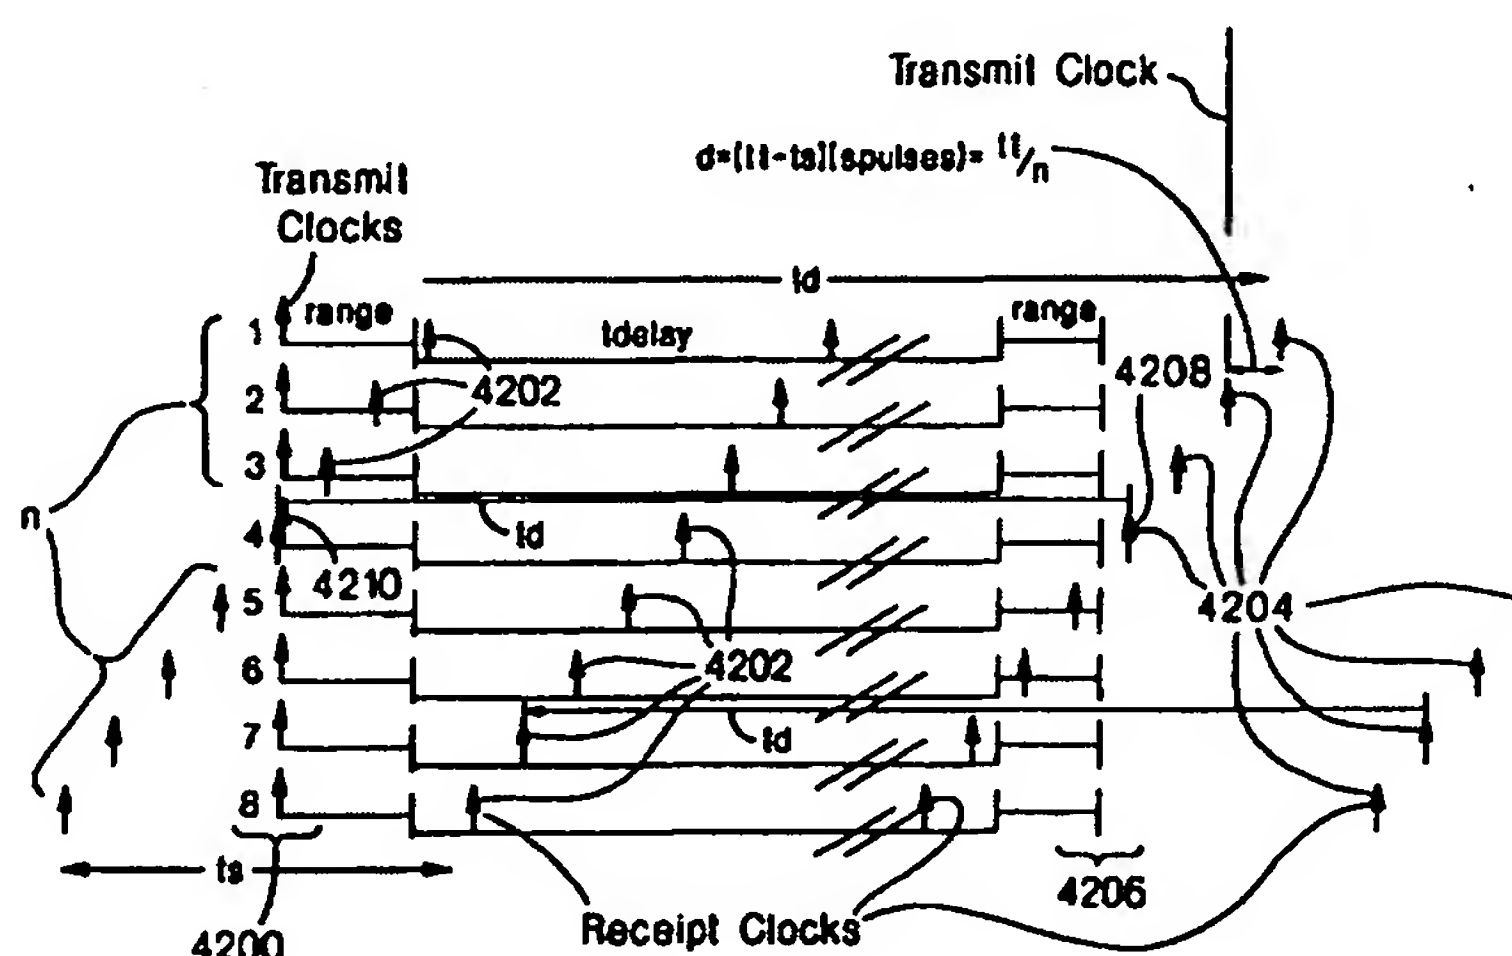 Transmit Clock
d=(tt-ts)(spulses)= tt/n
Transmit
Clocks
td
range
tdelay
range
1
4202
4208
2
3
n
td
4
4210
5
4204
6
4202
7
td
8
ts
4206
4200
Receipt Clocks